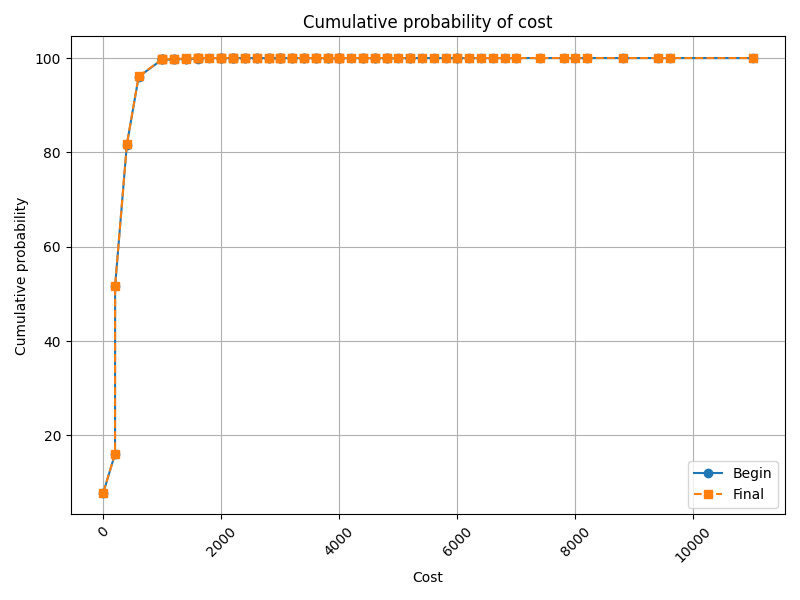 Cumulative probability of cost
Cumulative probability
100
80
60
40
20
0
2000
4000
6000
8000
10000
Cost
Begin
Final